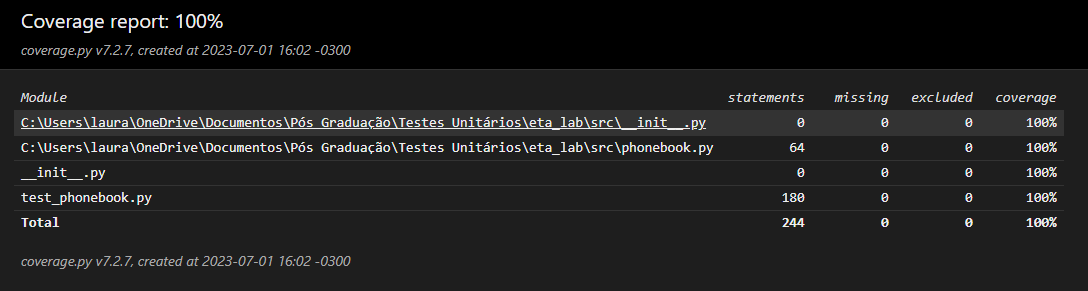 Coverage report: 100%
coverage.py v7.2.7, created at 2023-07-01 16:02 -0300
Module statements missing excluded coverage
C:\Users\laura\OneDrive\Documentos\Pós Graduação\Testes Unitários\eta_lab\src\__init__.py 0 0 0 100%
C:\Users\laura\OneDrive\Documentos\Pós Graduação\Testes Unitários\eta_lab\src\phonebook.py 64 0 0 100%
__init__.py 0 0 0 100%
test_phonebook.py 180 0 0 100%
Total 244 0 0 100%
coverage.py v7.2.7, created at 2023-07-01 16:02 -0300